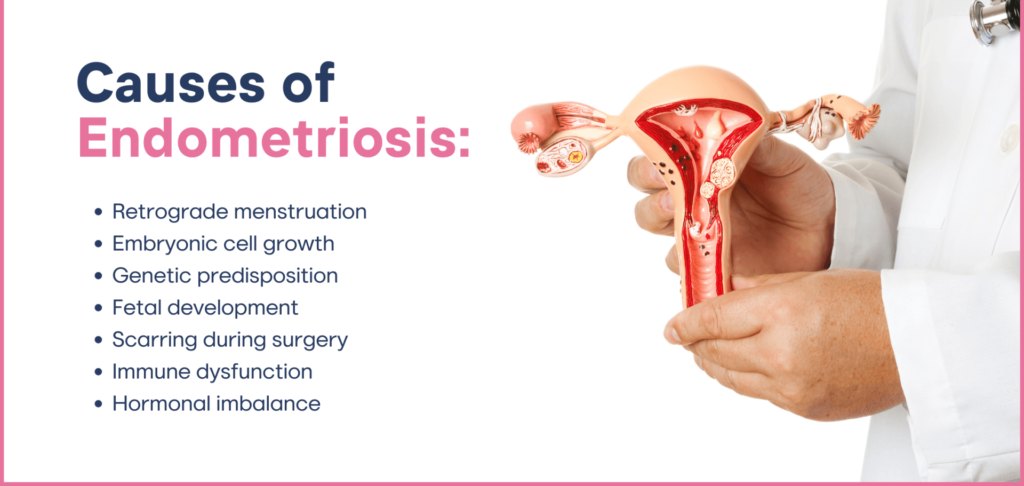 Causes of
Endometriosis:
• Retrograde menstruation
• Embryonic cell growth
• Genetic predisposition
• Fetal development
• Scarring during surgery
• Immune dysfunction
• Hormonal imbalance